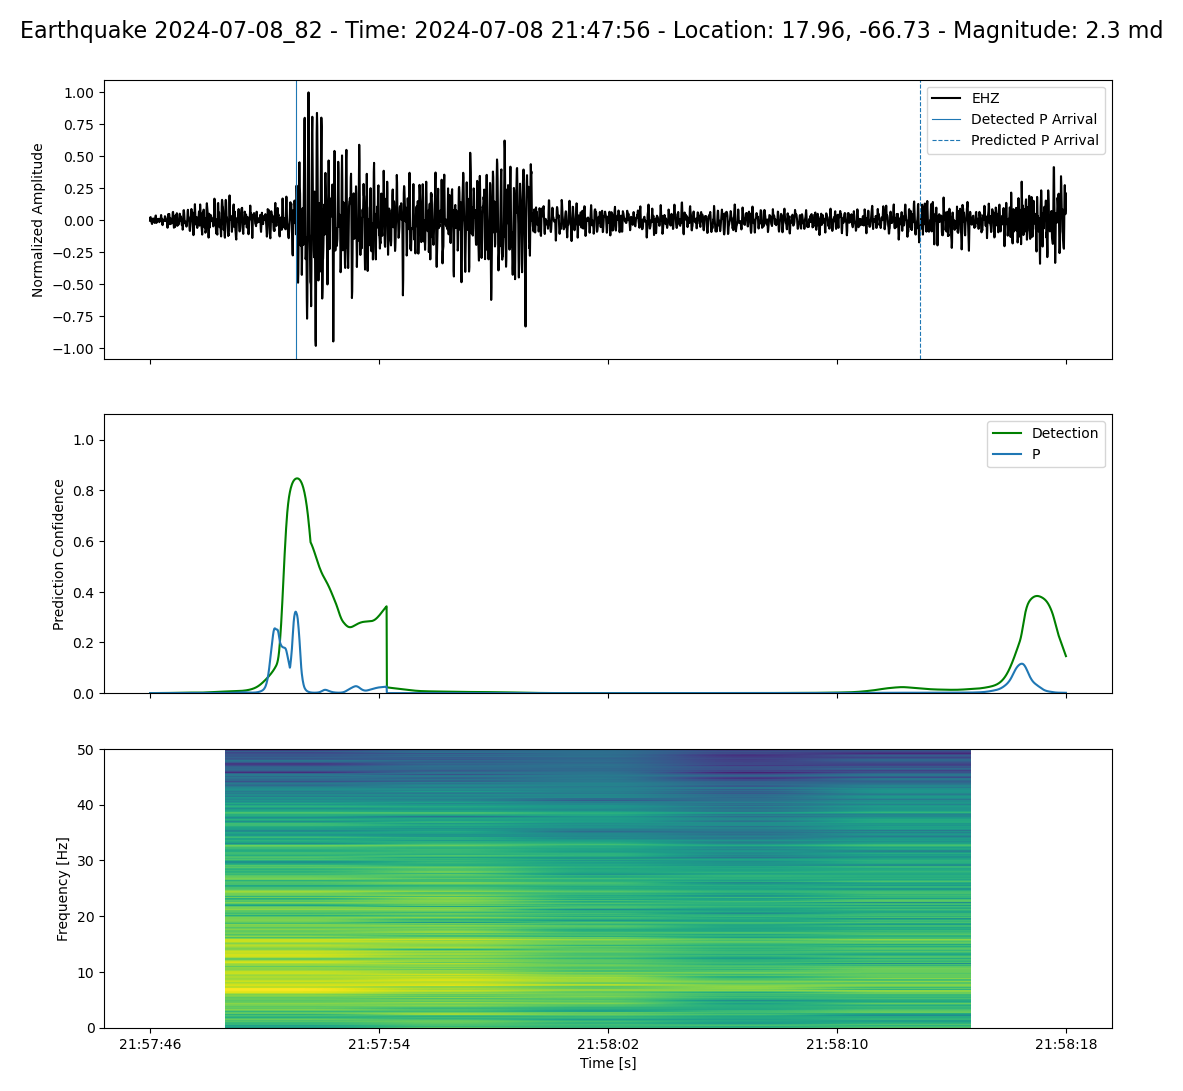 Earthquake 2024-07-08_82 - Time: 2024-07-08 21:47:56 - Location: 17.96, -66.73 - Magnitude: 2.3 md
1.00
0.75
0.50
0.25
0.00
−0.25
−0.50
−0.75
−1.00
Normalized Amplitude
EHZ
Detected P Arrival
Predicted P Arrival
1.0
0.8
0.6
0.4
0.2
0.0
Prediction Confidence
Detection
P
50
40
30
20
10
0
Frequency [Hz]
21:57:46
21:57:54
21:58:02
21:58:10
21:58:18
Time [s]